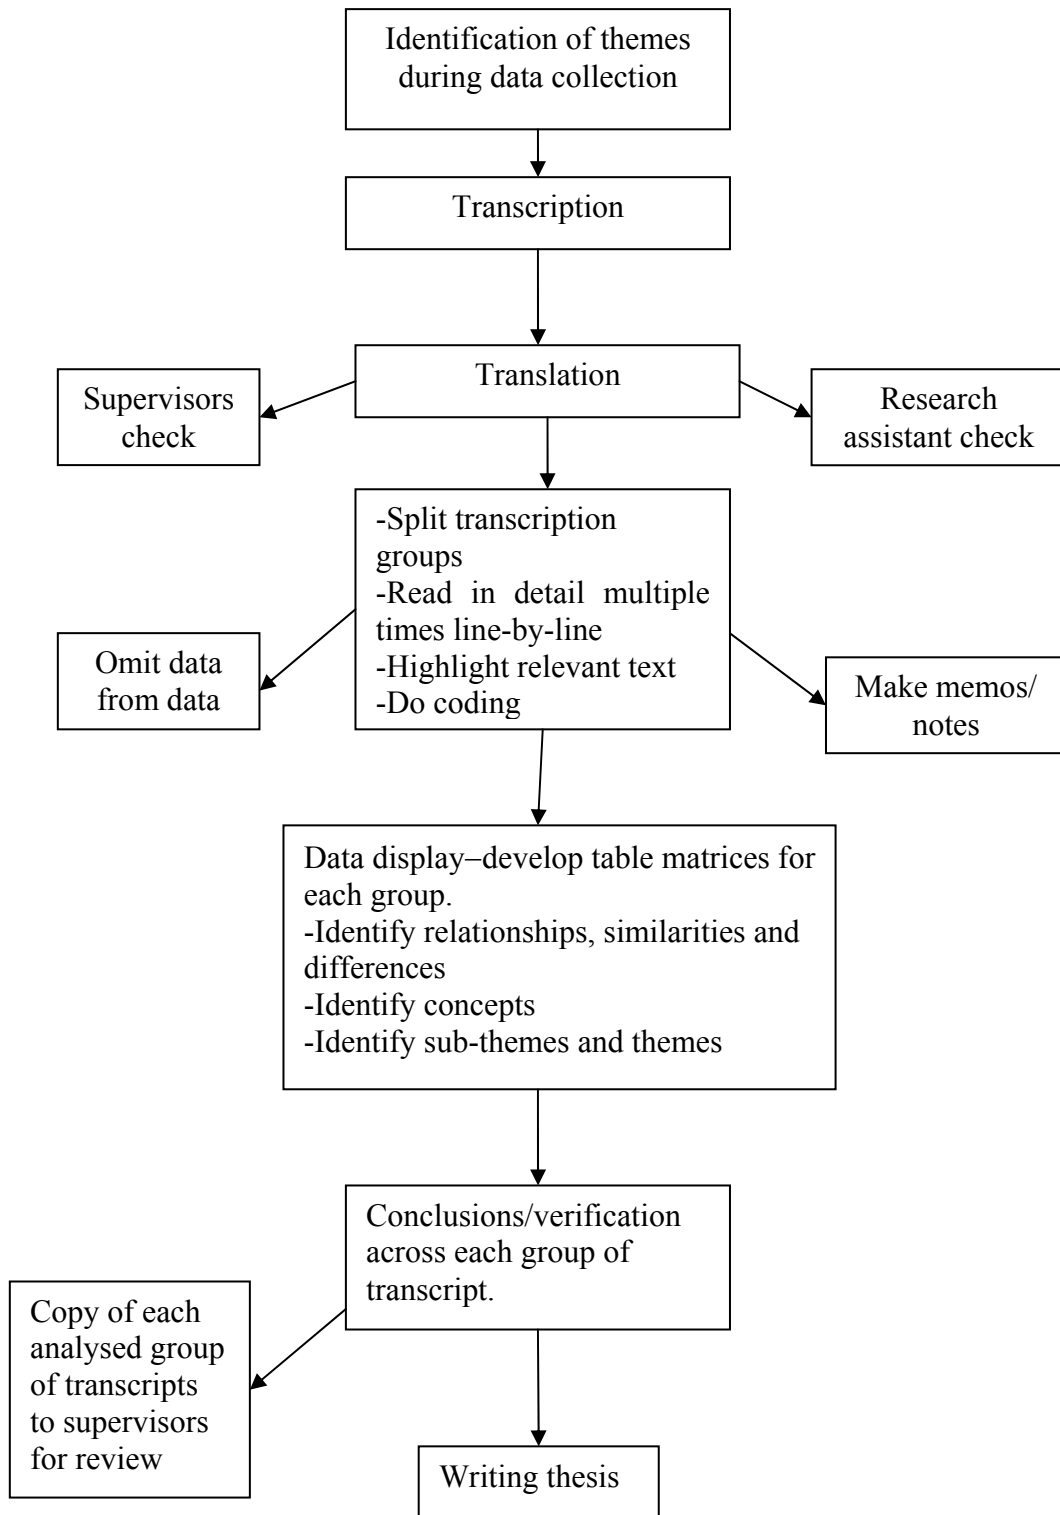 Identification of themes
during data collection
Transcription
Translation
Supervisors
check
Research
assistant check
-Split transcription
groups
-Read in detail multiple
times line-by-line
-Highlight relevant text
-Do coding
Omit data
from data
Make memos/
notes
Data display–develop table matrices for
each group.
-Identify relationships, similarities and
differences
-Identify concepts
-Identify sub-themes and themes
Conclusions/verification
across each group of
transcript.
Copy of each
analysed group
of transcripts
to supervisors
for review
Writing thesis